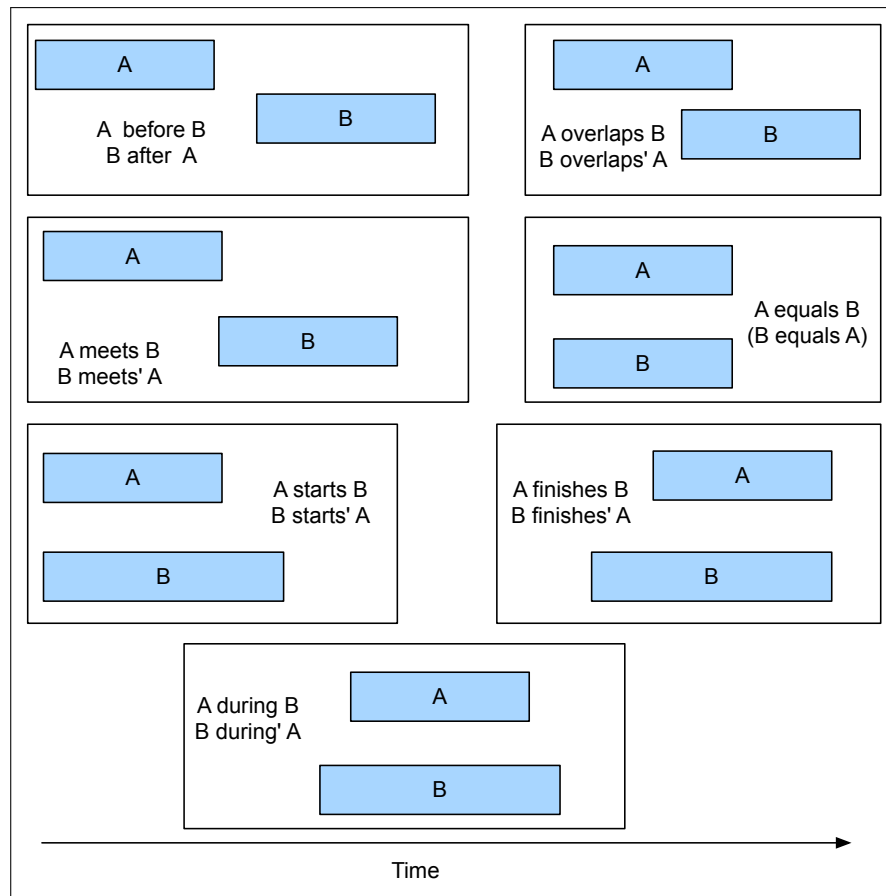 A
B
A before B
B after A
A
B
A overlaps B
B overlaps' A
A
B
A meets B
B meets' A
A
B
A equals B
(B equals A)
A
B
A starts B
B starts' A
A
B
A finishes B
B finishes' A
A
B
A during B
B during' A
Time